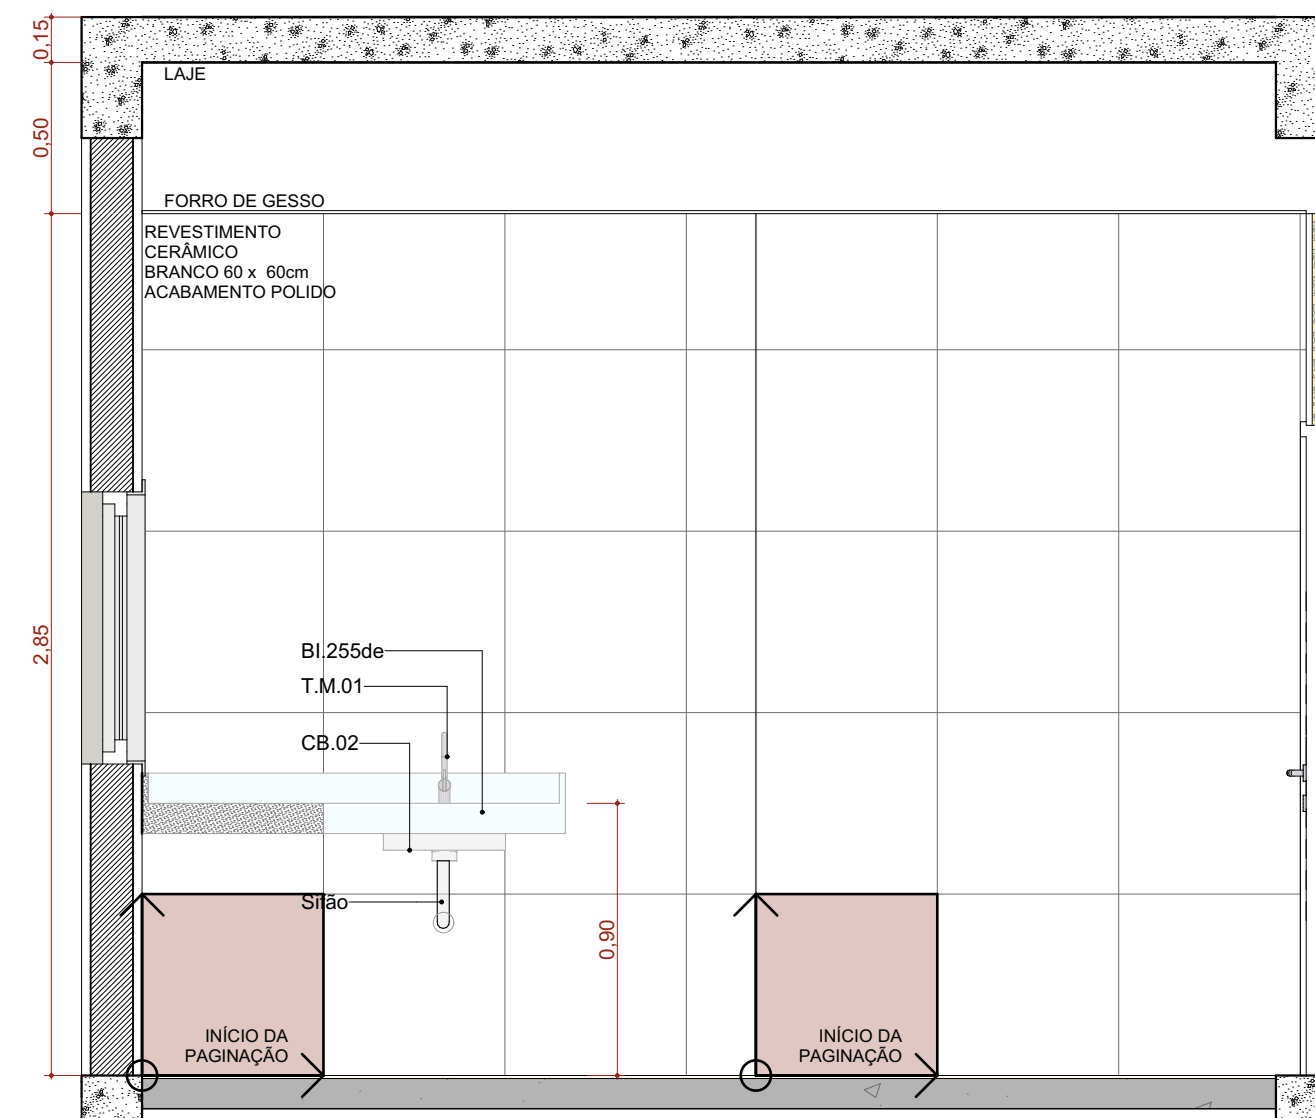 0,15
LAJE
0,50
FORRO DE GESSO
REVESTIMENTO
CERÂMICO
BRANCO 60 x 60cm
ACABAMENTO POLIDO
2,85
BI.255de
T.M.01
CB.02
Sifão
0,90
INÍCIO DA
PAGINAÇÃO
INÍCIO DA
PAGINAÇÃO